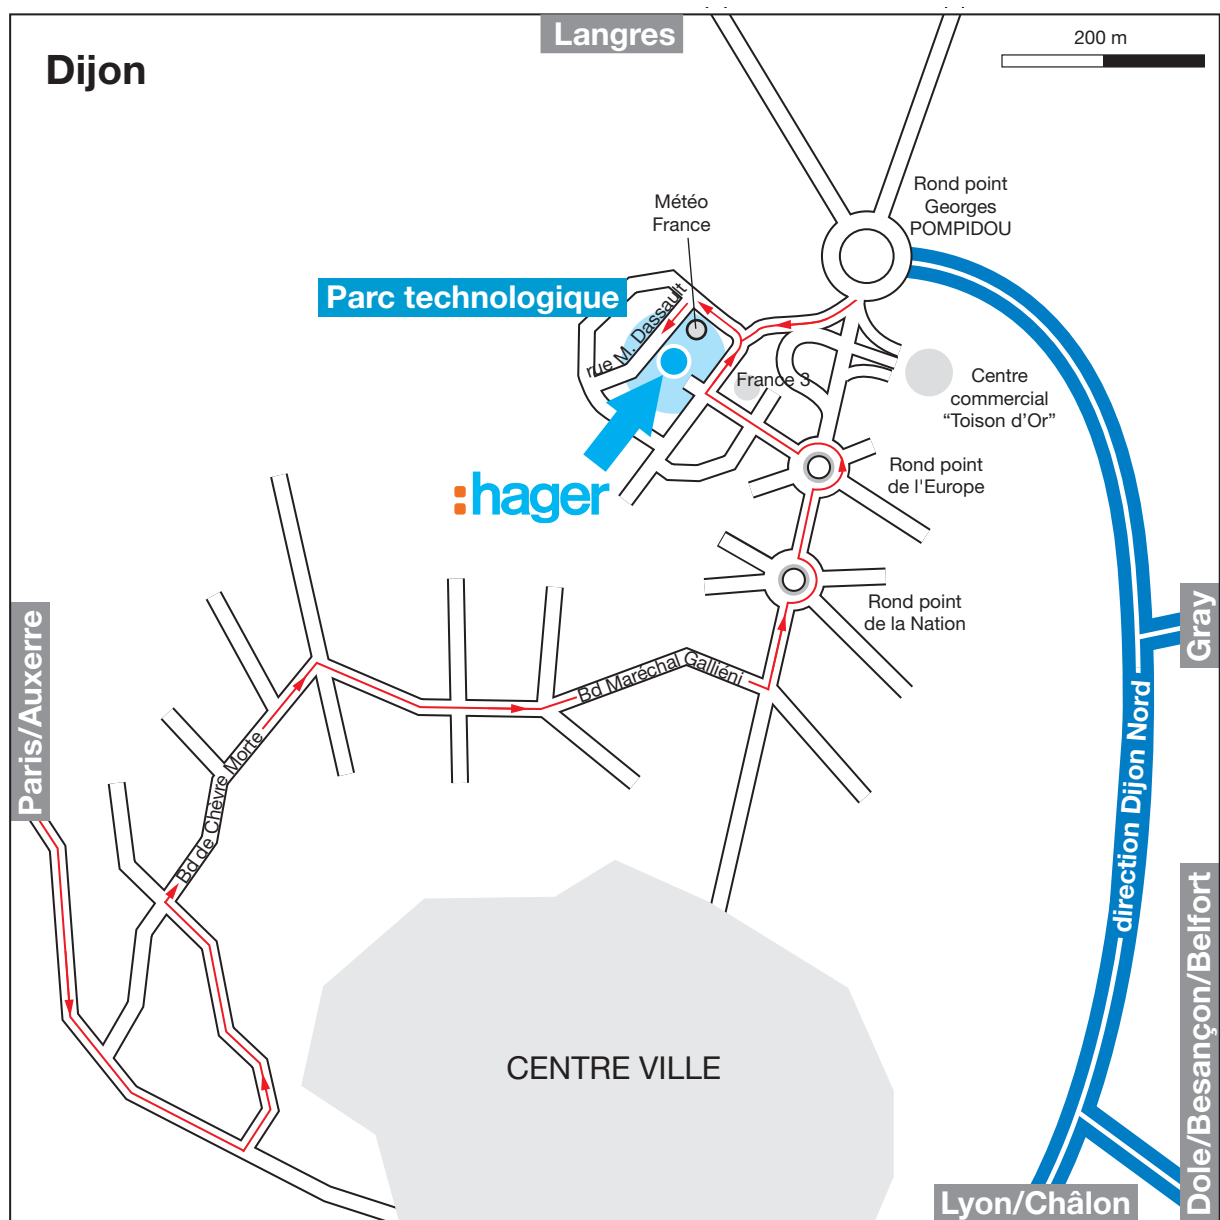 Langres
200 m
Dijon
Rond point
Georges
POMPIDOU
Météo
France
Parc technologique
rue M. Dassault
France 3
Centre
commercial
“Toison d’Or”
Rond point
de l'Europe
:hager
Rond point
de la Nation
Gray
Paris/Auxerre
Bd Maréchal Galliéni
Bd de Chèvre Morte
direction Dijon Nord
Dole/Besançon/Belfort
CENTRE VILLE
Lyon/Châlon